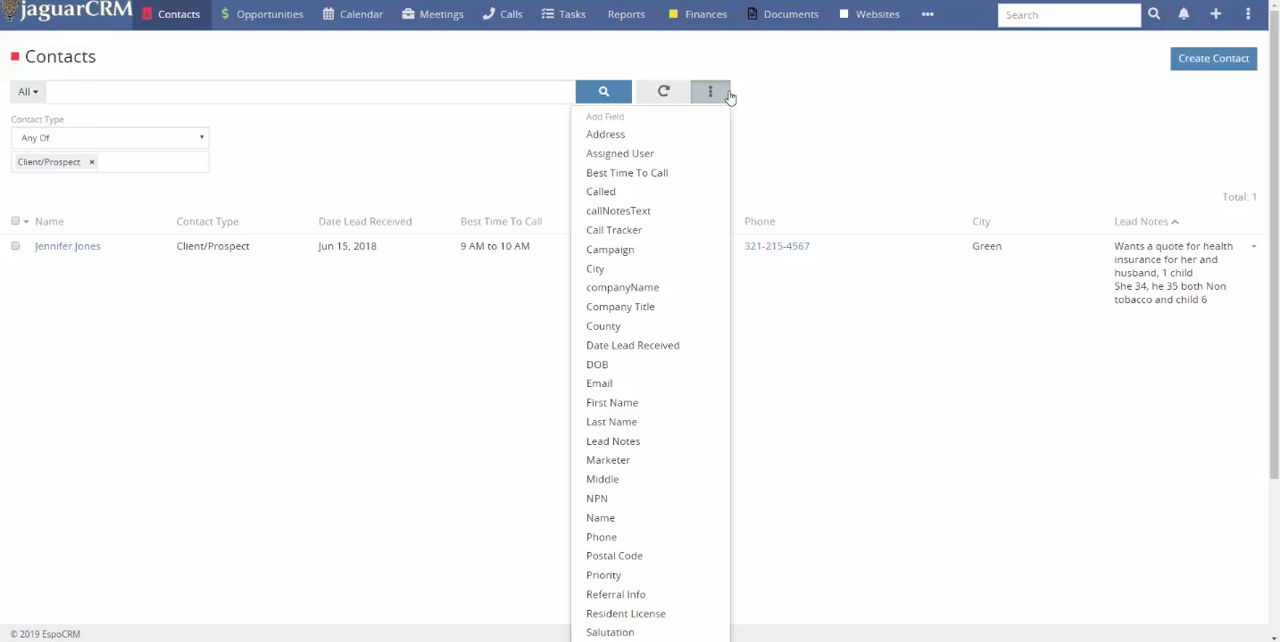 jaguarCRM
Contacts
$ Opportunities
Calendar
Meetings
Calls
Tasks
Reports
Finances
Documents
Websites
•••
Search
Contacts
Create Contact
All
Contact Type
Any Of
Client/Prospect ×
Total: 1
Name
Contact Type
Date Lead Received
Best Time To Call
Phone
City
Lead Notes
Jennifer Jones
Client/Prospect
Jun 15, 2018
9 AM to 10 AM
321-215-4567
Green
Wants a quote for health
insurance for her and
husband, 1 child
She 34, he 35 both Non
tobacco and child 6
Add Field
Address
Assigned User
Best Time To Call
Called
callNotesText
Call Tracker
Campaign
City
companyName
Company Title
County
Date Lead Received
DOB
Email
First Name
Last Name
Lead Notes
Marketer
Middle
NPN
Name
Phone
Postal Code
Priority
Referral Info
Resident License
Salutation
© 2019 EspoCRM